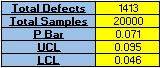 Total Defects 1413
Total Samples 20000
P Bar 0.071
UCL 0.095
LCL 0.046